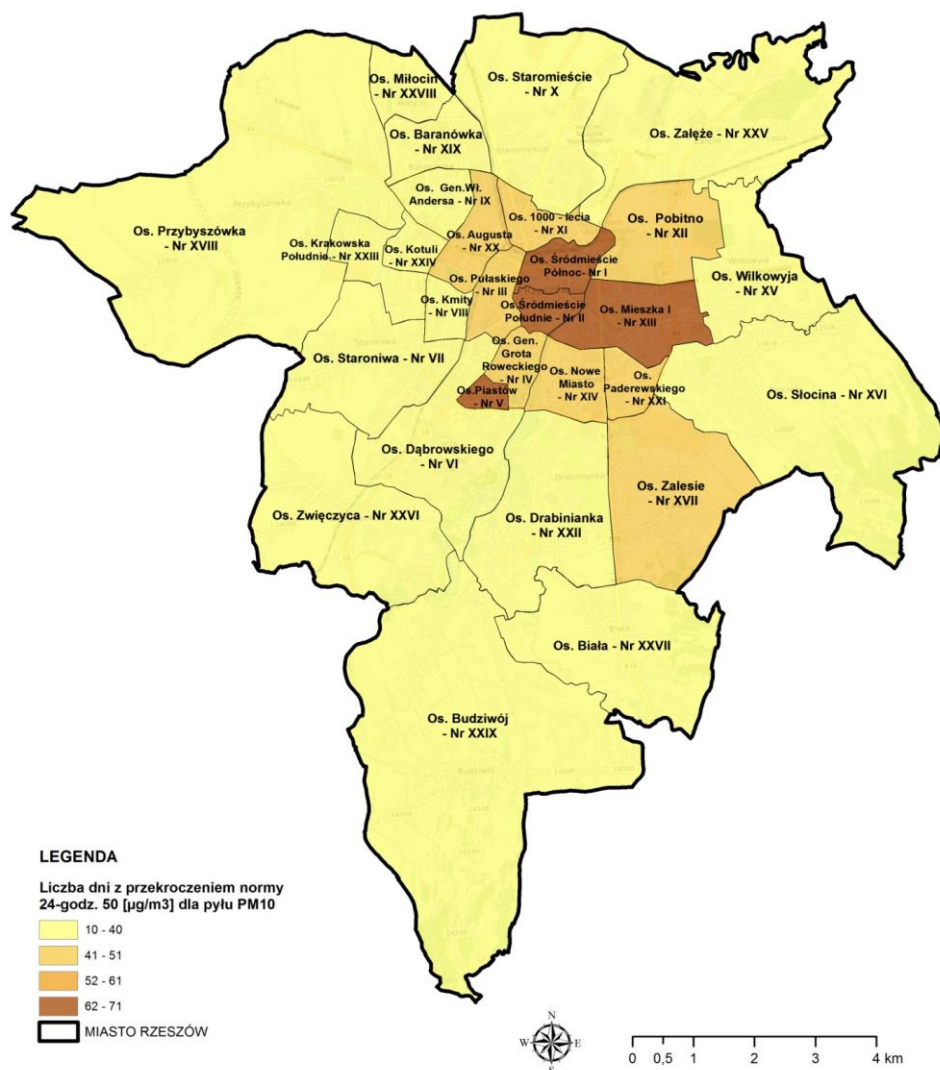 Os. Miłocin
- Nr XXVIII
Os. Staromieście
- Nr X
Os. Baranówka
- Nr XIX
Os. Załęże - Nr XXV
Os. Gen.Wł.
Andersa - Nr IX
Os. Przybyszówka
- Nr XVIII
Os. 1000 - lecia
- Nr XI
Os. Pobitno
- Nr XII
Os. Augusta
- Nr XX
Os. Krakowska
Południe - Nr XXIII
Os. Kotuli
- Nr XXIV
Os. Śródmieście
Północ- Nr I
Os. Wilkowyja
- Nr XV
Os. Pułaskiego
- Nr III
Os. Kmity
- Nr VIII
Os.Śródmieście
Południe - Nr II
Os. Mieszka I
- Nr XIII
Os. Staroniwa - Nr VII
Os. Gen.
Grota
Roweckiego
- Nr IV
Os. Nowe
Miasto
- Nr XIV
Os.
Paderewskiego
- Nr XXI
Os.Piastów
- Nr V
Os. Słocina - Nr XVI
Os. Dąbrowskiego
- Nr VI
Os. Zalesie
- Nr XVII
Os. Zwięczyca - Nr XXVI
Os. Drabinianka
- Nr XXII
Os. Biała - Nr XXVII
Os. Budziwój
- Nr XXIX
LEGENDA
Liczba dni z przekroczeniem normy
24-godz. 50 [µg/m3] dla pyłu PM10
10 - 40
41 - 51
52 - 61
62 - 71
MIASTO RZESZÓW
N
W E
S
0 0,5 1 2 3 4 km